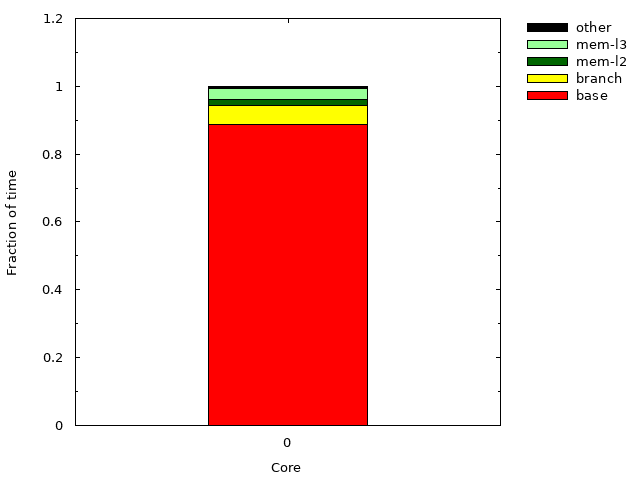 1.2
1
0.8
0.6
0.4
0.2
0
Fraction of time
0
Core
other
mem-l3
mem-l2
branch
base